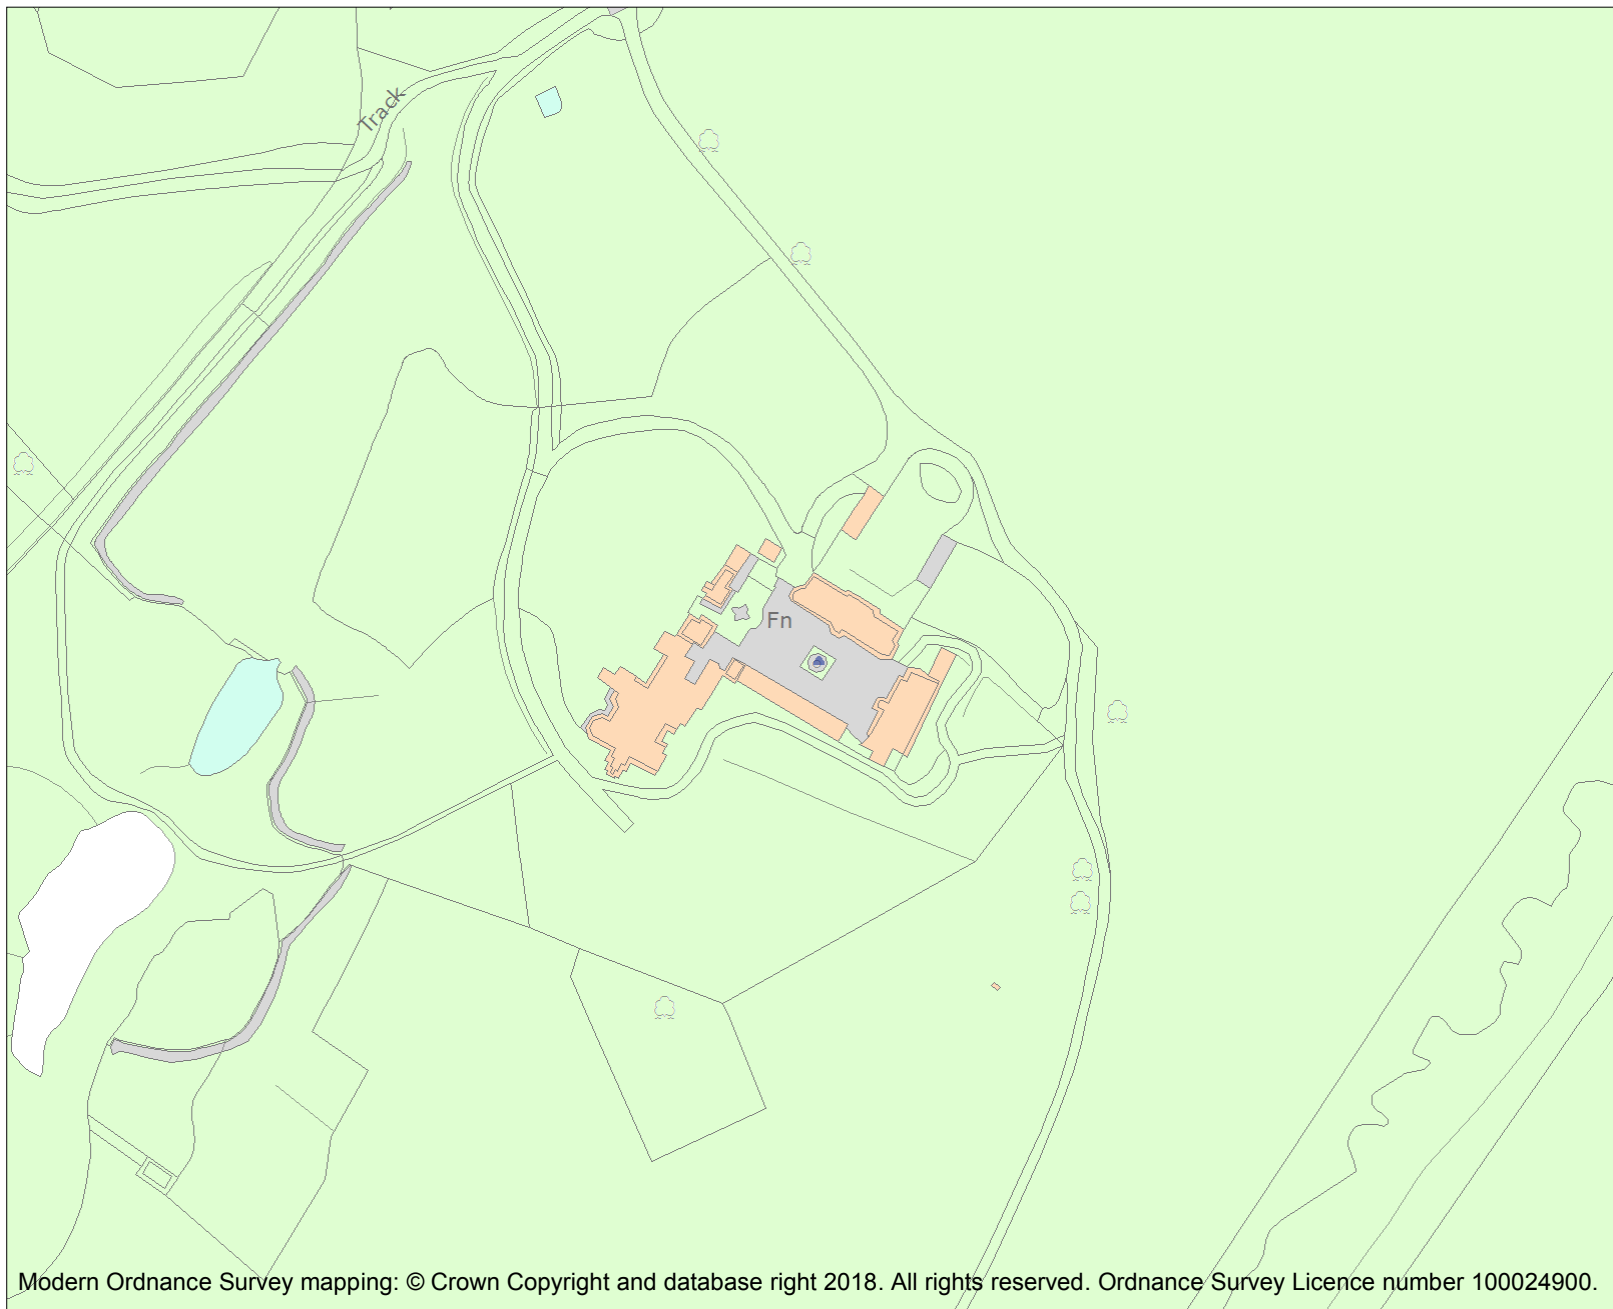 Track
Fn
Modern Ordnance Survey mapping: © Crown Copyright and database right 2018. All rights reserved. Ordnance Survey Licence number 100024900.